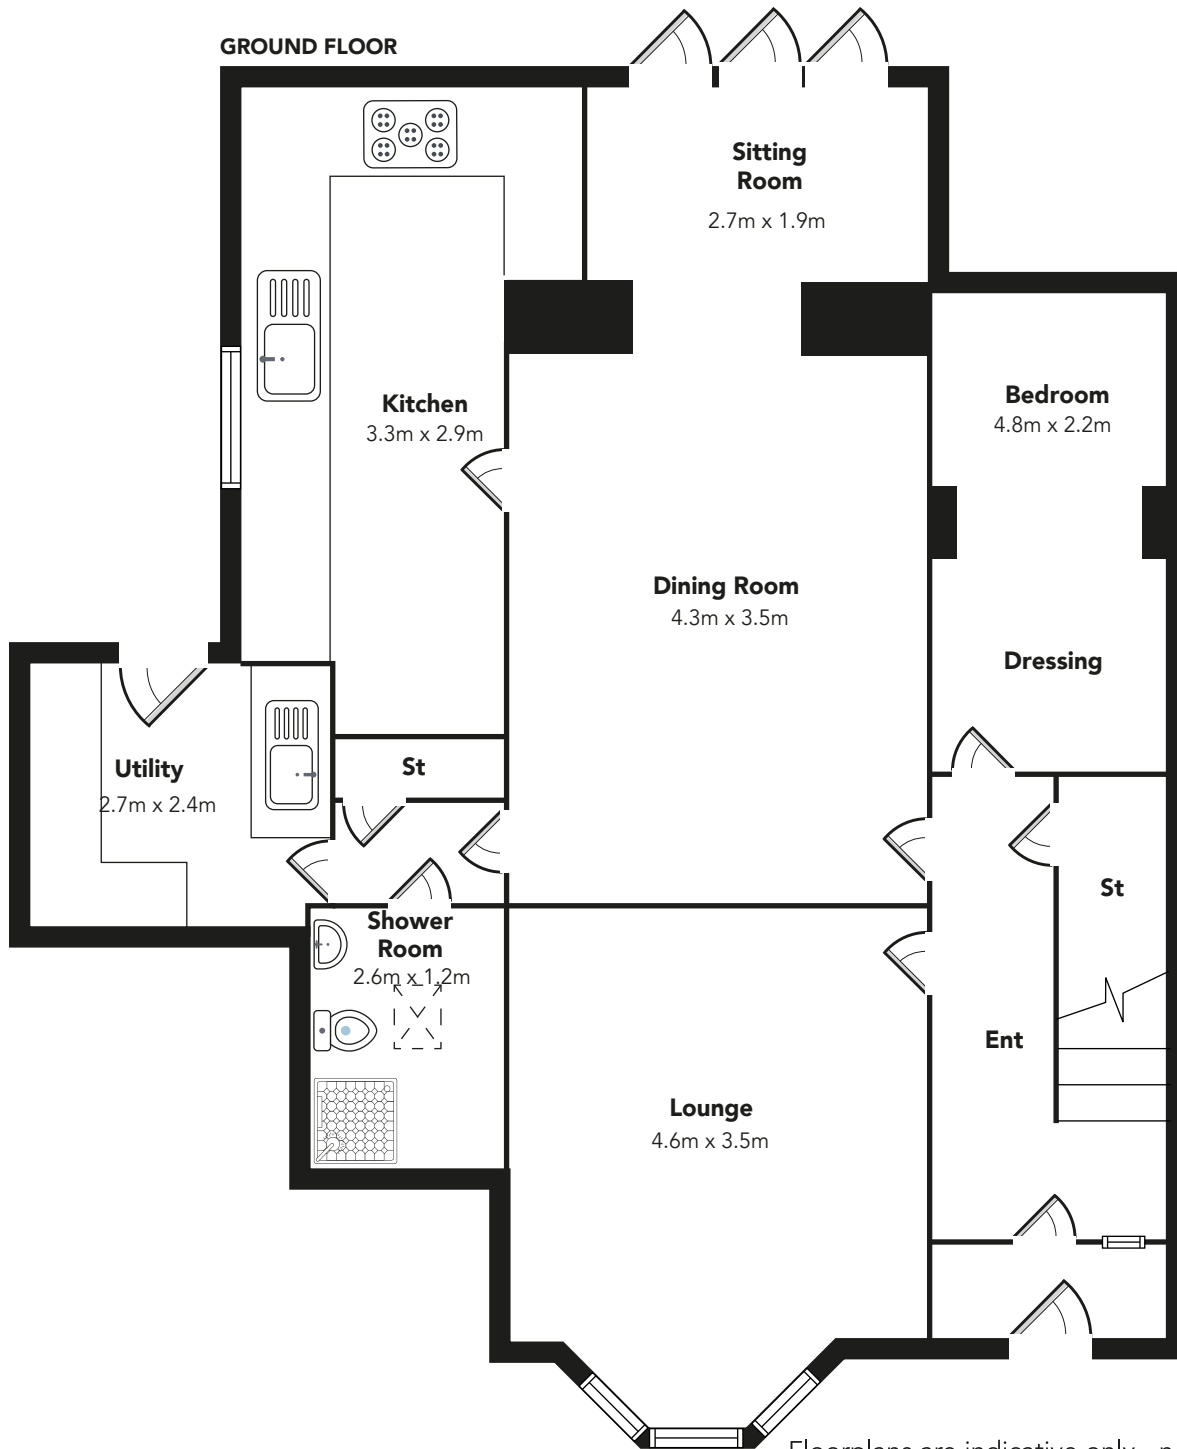 GROUND FLOOR
Sitting
Room
2.7m x 1.9m
Kitchen
3.3m x 2.9m
Bedroom
4.8m x 2.2m
Dining Room
4.3m x 3.5m
Dressing
Utility
2.7m x 2.4m
St
St
Shower
Room
2.6m x 1.2m
Ent
Lounge
4.6m x 3.5m
Floorplans are indicative only - n